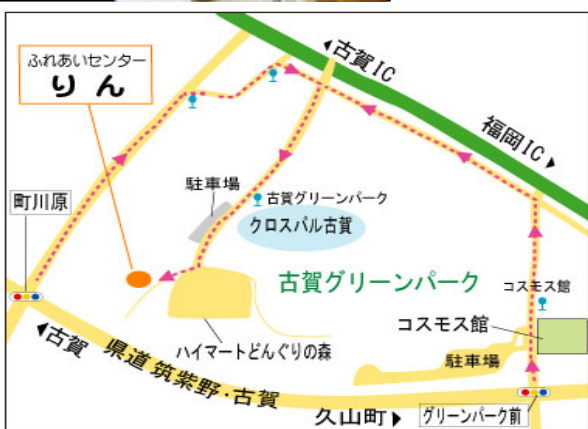 ふれあいセンター
りん
◀古賀IC
福岡IC▶
町川原
駐車場
古賀グリーンパーク
クロスパル古賀
古賀グリーンパーク
コスモス館
コスモス館
ハイマートどんぐりの森
駐車場
◀古賀
県道 筑紫野・古賀
久山町▶
グリーンパーク前